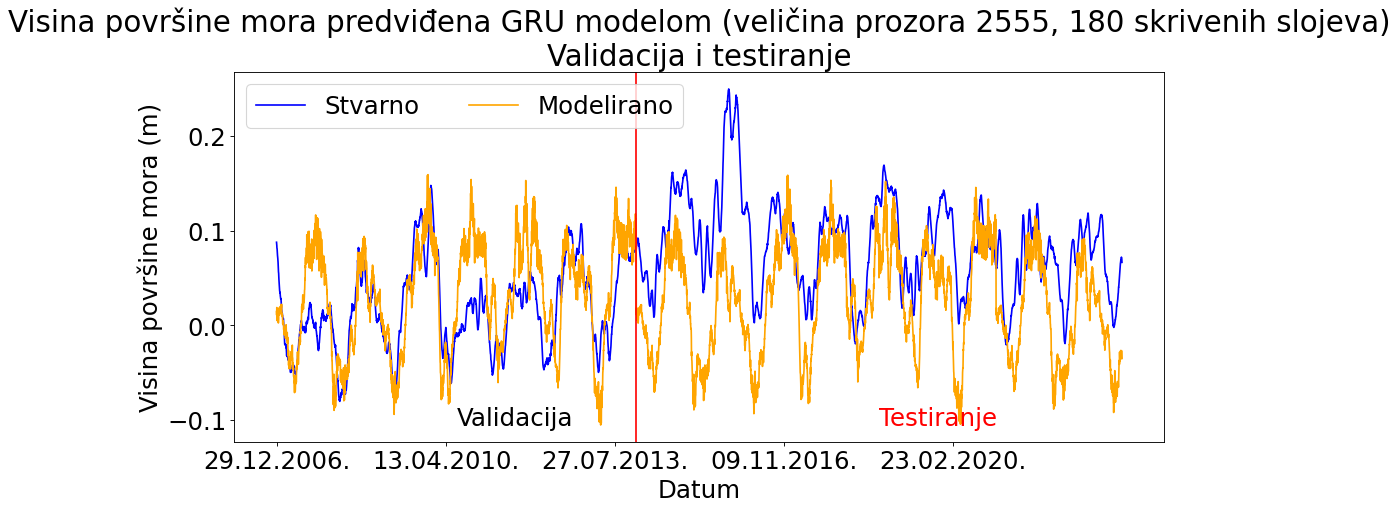 Visina površine mora predviđena GRU modelom (veličina prozora 2555, 180 skrivenih slojeva)
Validacija i testiranje
Stvarno
Modelirano
Visina površine mora (m)
0.2
0.1
0.0
−0.1
Validacija
Testiranje
29.12.2006.
13.04.2010.
27.07.2013.
09.11.2016.
23.02.2020.
Datum